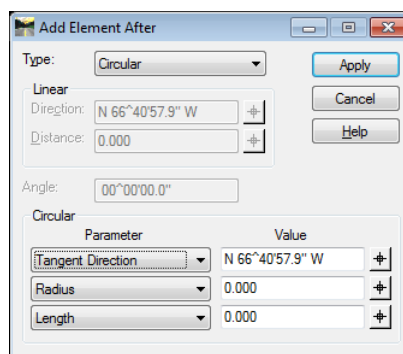 Add Element After
Type: Circular Apply
Linear Cancel
Direction: N 66^40'57.9" W
Distance: 0.000 Help
Angle: 00^00'00.0"
Circular
Parameter Value
Tangent Direction N 66^40'57.9" W
Radius 0.000
Length 0.000